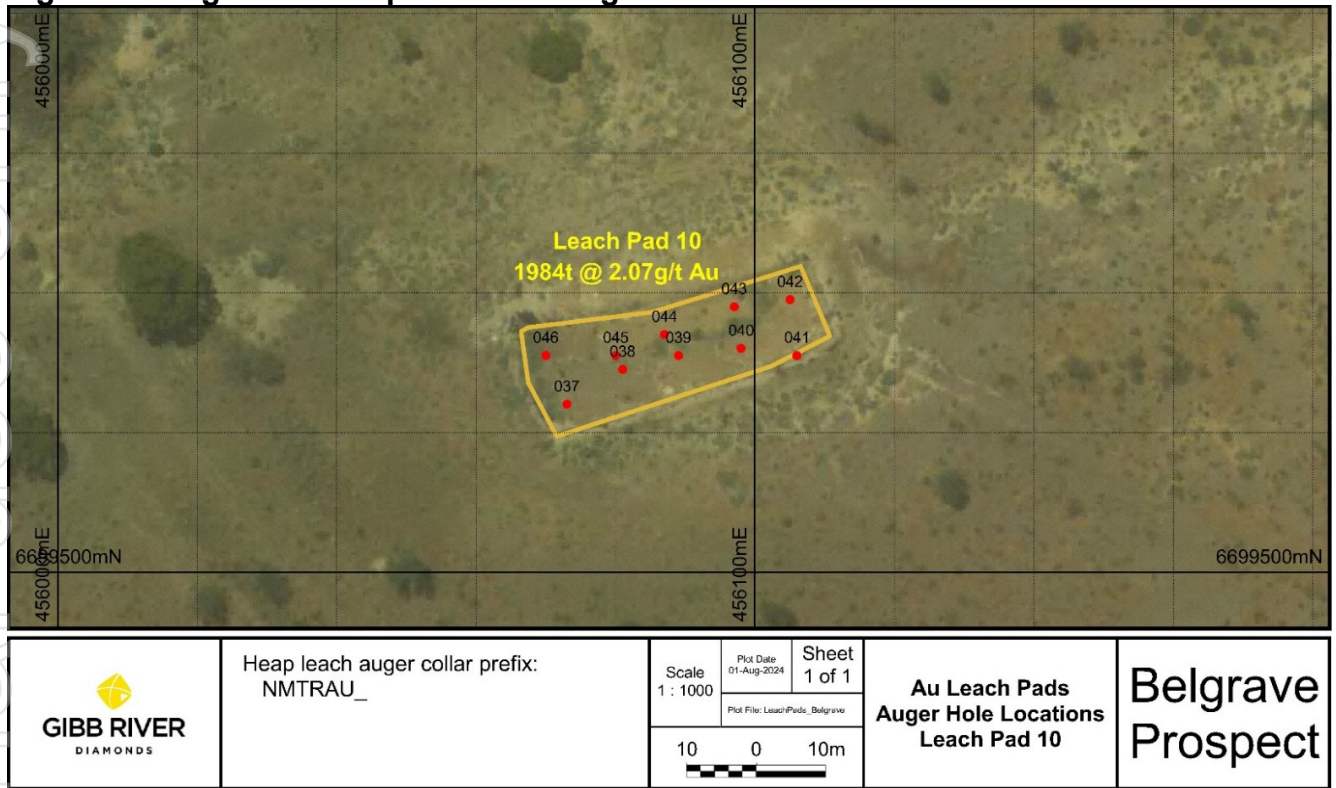 456000mE
456100mE
Leach Pad 10
1984t @ 2.07g/t Au
042
043
044
040
046
045
039
041
038
037
456000mE
456100mE
6699500mN
6699500mN
GIBB RIVER
DIAMONDS
Heap leach auger collar prefix:
NMTRAU_
Scale
1 : 1000
Plot Date
01-Aug-2024
Sheet
1 of 1
Plot File: LeachPads_Belgrave
10 0 10m
Au Leach Pads
Auger Hole Locations
Leach Pad 10
Belgrave
Prospect